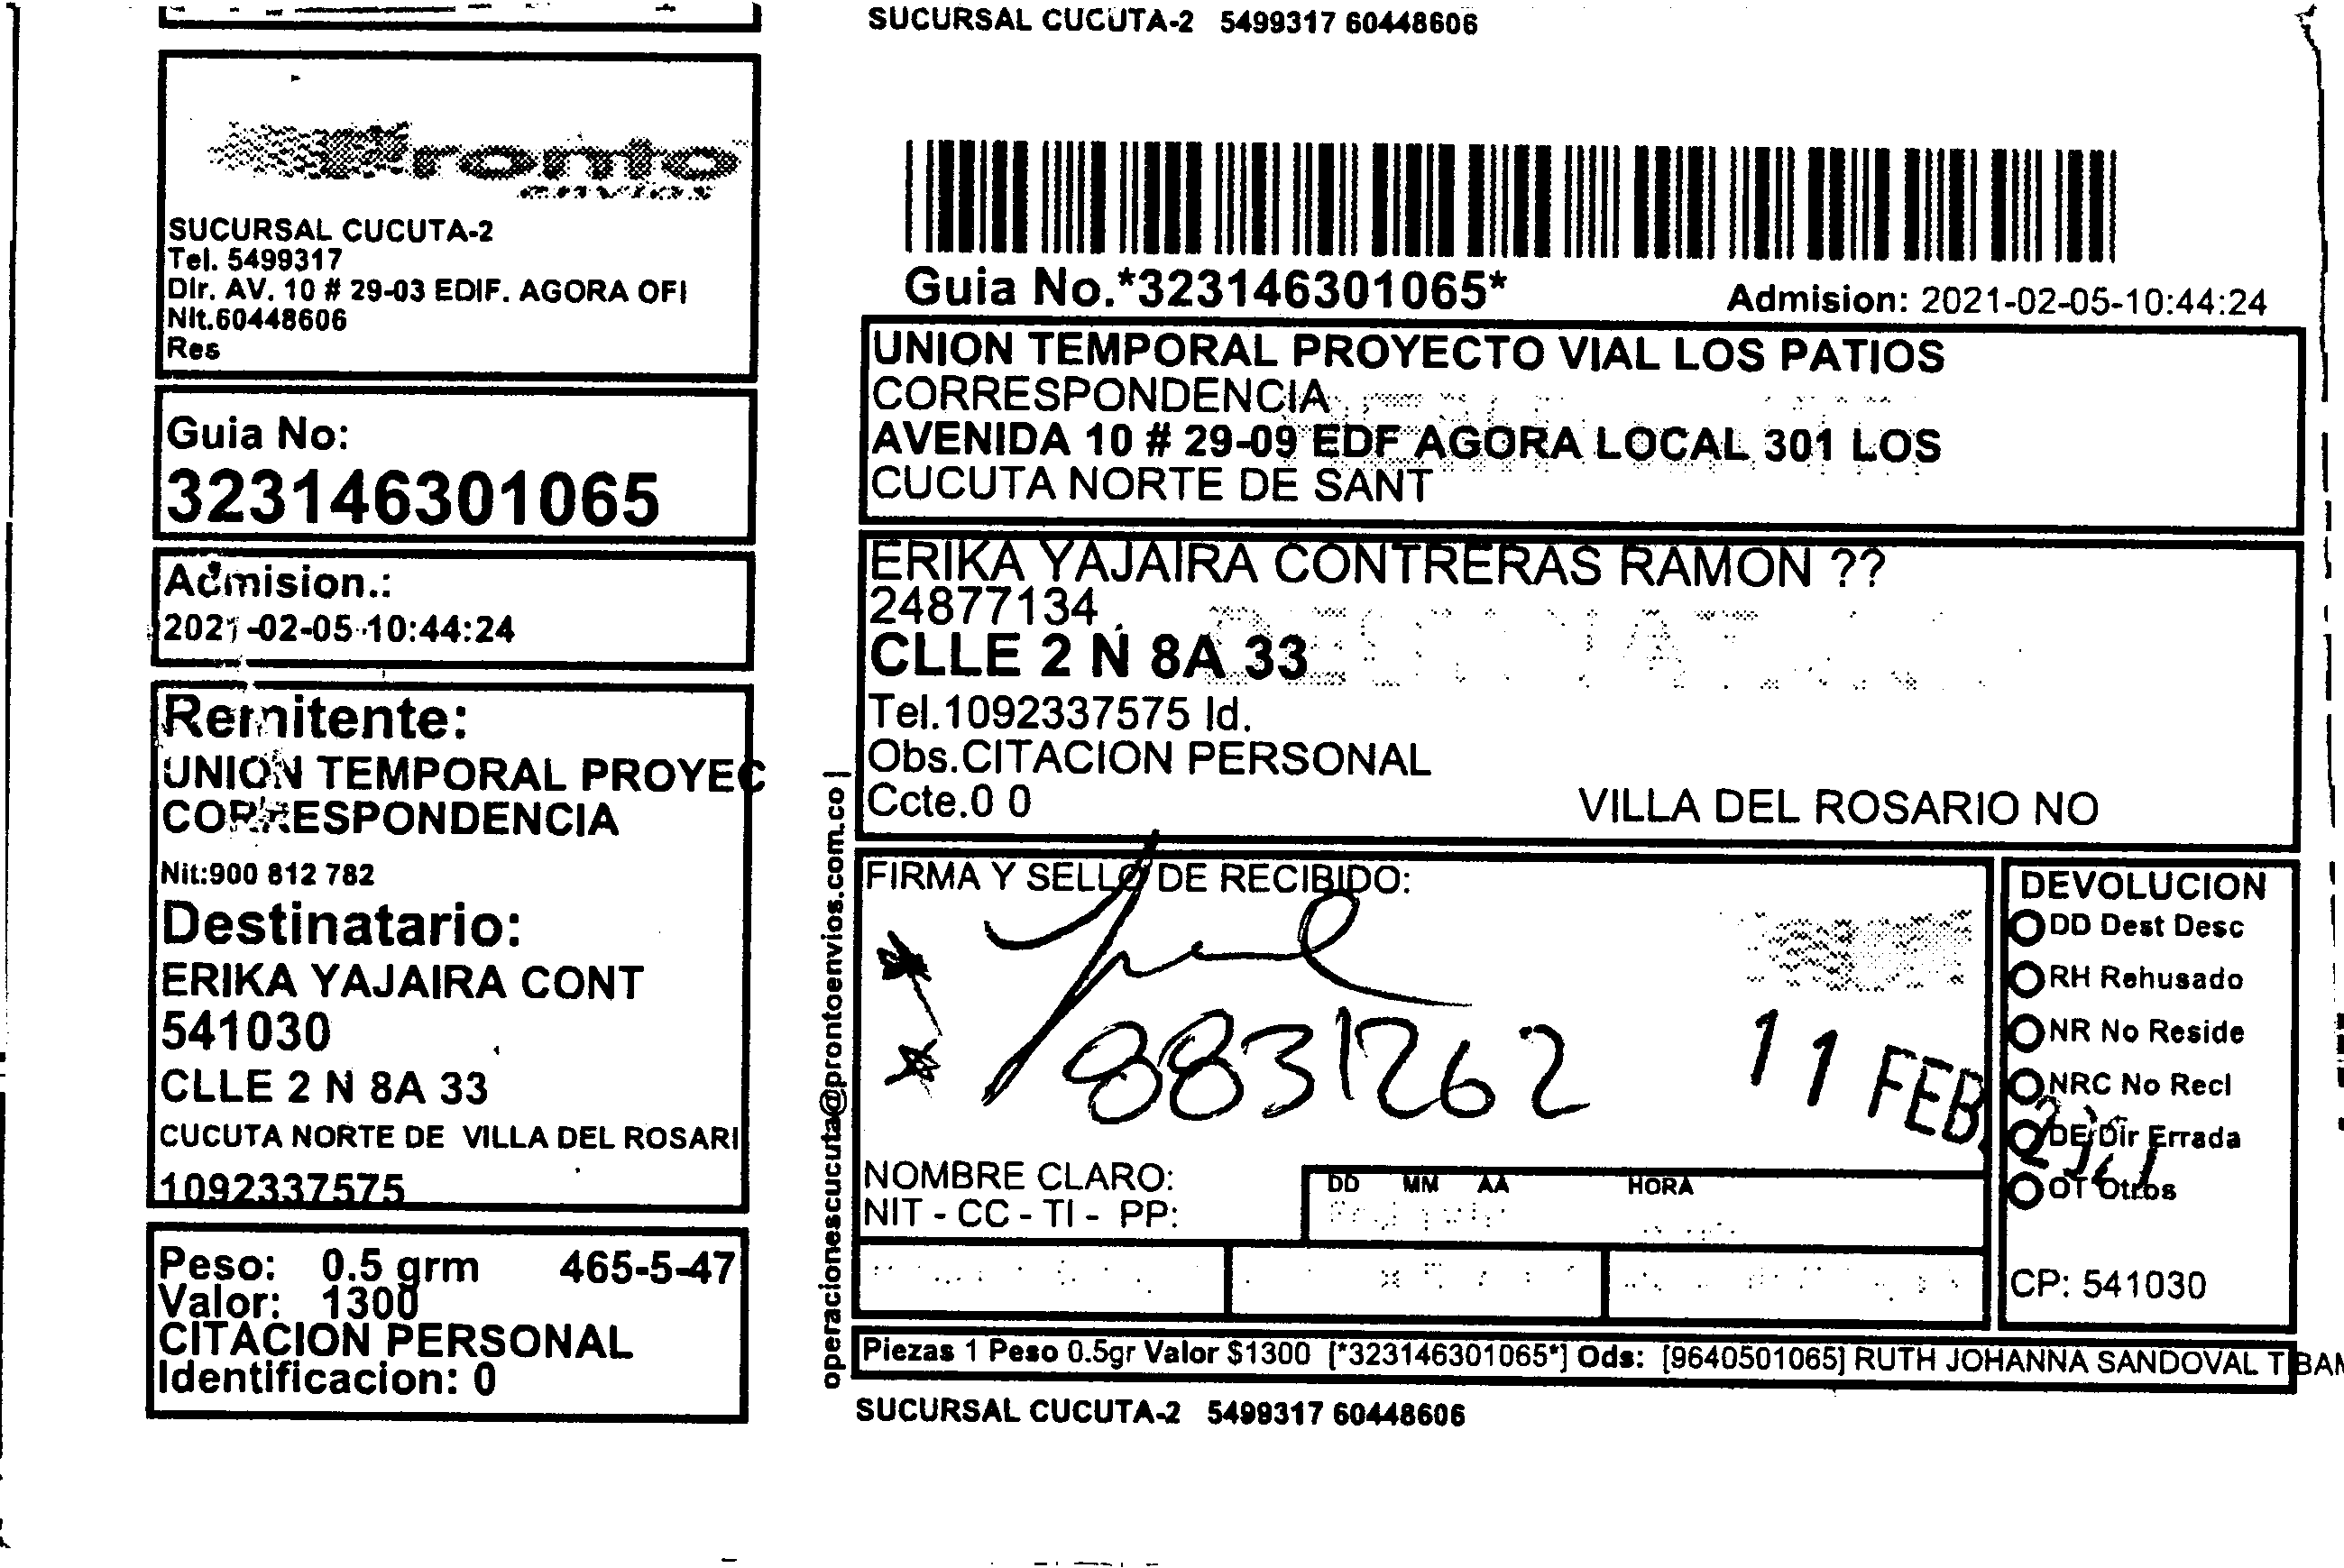 SUCURSAL CUCUTA-2 5499317 60448606
Pronto
envios
SUCURSAL CUCUTA-2
Tel. 5499317
Dir. AV. 10 # 29-03 EDIF. AGORA OFI
Nit.60448606
Res
Guia No:
323146301065
Admision.:
2021-02-05-10:44:24
Remitente:
UNION TEMPORAL PROYEC
CORRESPONDENCIA
Nit:900 812 782
Destinatario:
ERIKA YAJAIRA CONT
541030
CLLE 2 N 8A 33
CUCUTA NORTE DE VILLA DEL ROSARI
1092337575
Peso: 0.5 grm 465-5-47
Valor: 1300
CITACION PERSONAL
Identificacion: 0
Guia No.*323146301065*
Admision: 2021-02-05-10:44:24
UNION TEMPORAL PROYECTO VIAL LOS PATIOS
CORRESPONDENCIA
AVENIDA 10 # 29-09 EDF AGORA LOCAL 301 LOS
CUCUTA NORTE DE SANT
ERIKA YAJAIRA CONTRERAS RAMON ??
24877134
CLLE 2 N 8A 33
Tel.1092337575 Id.
Obs.CITACION PERSONAL
Ccte.0 0 VILLA DEL ROSARIO NO
operacionescucuta@prontoenvios.com.co |
FIRMA Y SELLO DE RECIBIDO:
8831262
11 FEB. 2021
NOMBRE CLARO:
NIT - CC - TI - PP:
DD MM AA HORA
DEVOLUCION
DD Dest Desc
RH Rehusado
NR No Reside
NRC No Recl
DE Dir Errada
OT Otros
CP: 541030
Piezas 1 Peso 0.5gr Valor $1300 [*323146301065*] Ods: [9640501065] RUTH JOHANNA SANDOVAL TIBAM
SUCURSAL CUCUTA-2 5499317 60448606